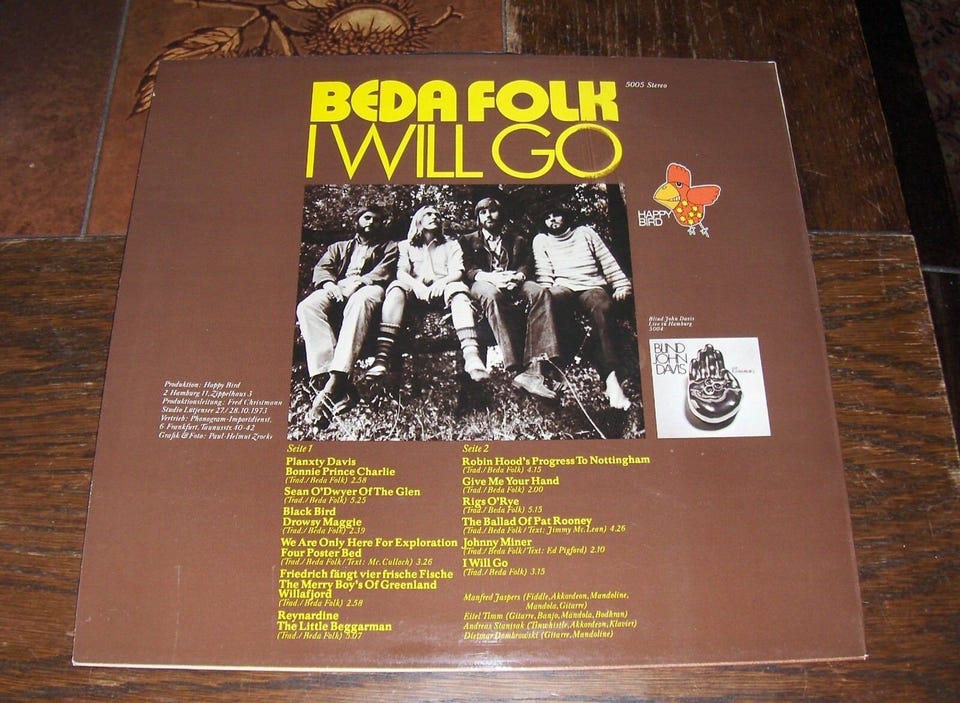 BEDA FOLK
5005 Stereo
I WILL GO
HAPPY
BIRD
Blind John Davis
Live in Hamburg
5004
BLIND
JOHN
DAVIS
Produktion: Happy Bird
2 Hamburg 11, Zippelhaus 3
Produktionsleitung: Fred Christmann
Studio Lütjensee 27/28.10.1973
Vertrieb: Phonogram-Importdienst,
6 Frankfurt, Taunusstr. 40-42
Grafik & Foto: Paul-Helmut Zrocke
Seite 1
Planxty Davis
Bonnie Prince Charlie
(Trad./Beda Folk) 2.58
Sean O'Dwyer Of The Glen
(Trad./Beda Folk) 5.25
Black Bird
Drowsy Maggie
(Trad./Beda Folk) 2.39
We Are Only Here For Exploration
Four Poster Bed
(Trad./Beda Folk/Text: Mc.Culloch) 3.26
Friedrich fängt vier frische Fische
The Merry Boy's Of Greenland
Willafjord
(Trad./Beda Folk) 2.58
Reynardine
The Little Beggarman
(Trad./Beda Folk) 3.07
Seite 2
Robin Hood's Progress To Nottingham
(Trad./Beda Folk) 4.15
Give Me Your Hand
(Trad./Beda Folk) 2.00
Rigs O'Rye
(Trad./Beda Folk) 5.15
The Ballad Of Pat Rooney
(Trad./Beda Folk/Text: Jimmy Mc.Lean) 4.26
Johnny Miner
(Trad./Beda Folk/Text: Ed Pigford) 2.10
I Will Go
(Trad./Beda Folk) 3.15
Manfred Jaspers (Fiddle, Akkordeon, Mandoline,
Mandola, Gitarre)
Eitel Timm (Gitarre, Banjo, Mandola, Bodhran)
Andreas Stanisak (Tinwhistle, Akkordeon, Klavier)
Dietmar Dombrowski (Gitarre, Mandoline)